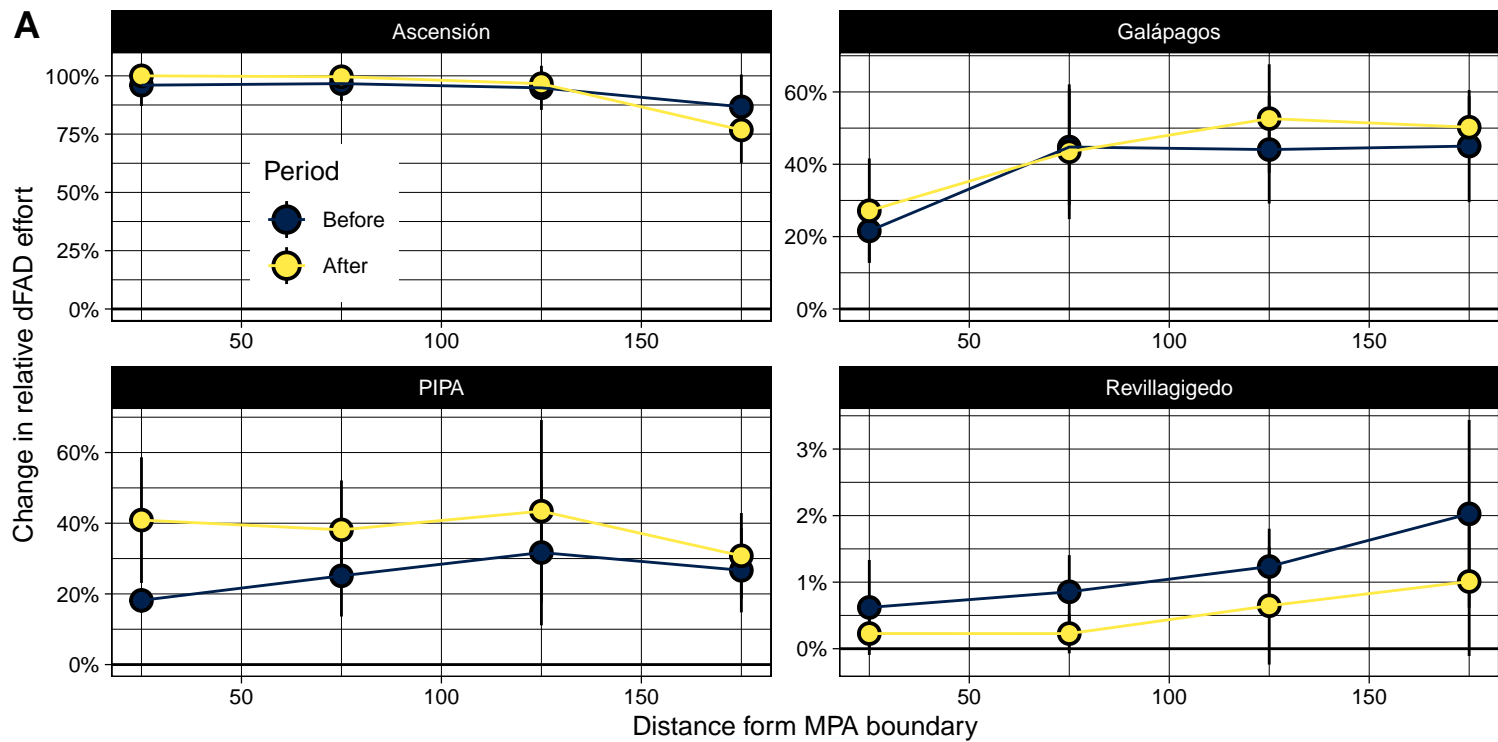 A
Ascensión
Galápagos
Change in relative dFAD effort
100%
75%
50%
25%
0%
Period
Before
After
50
100
150
60%
40%
20%
0%
50
100
150
PIPA
Revillagigedo
60%
40%
20%
0%
50
100
150
3%
2%
1%
0%
50
100
150
Distance form MPA boundary